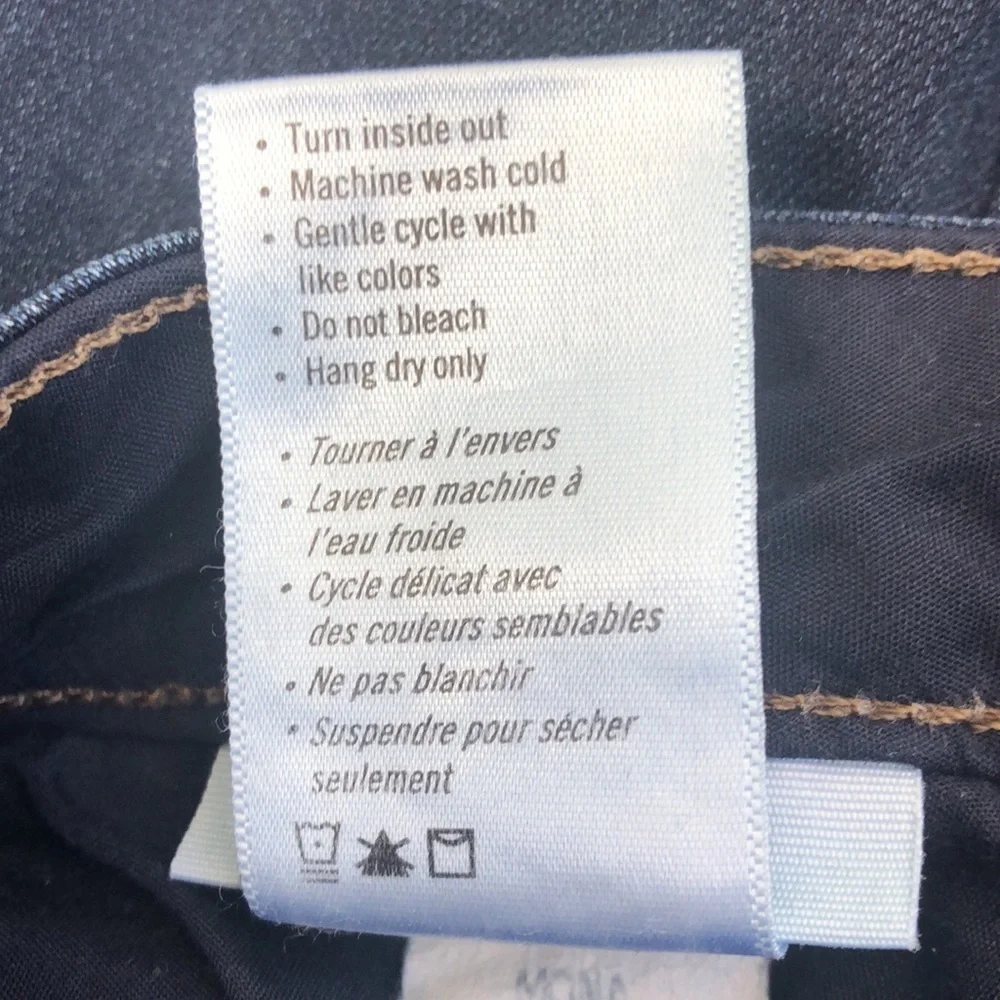 • Turn inside out
• Machine wash cold
• Gentle cycle with
like colors
• Do not bleach
• Hang dry only
• Tourner à l'envers
• Laver en machine à
l'eau froide
• Cycle délicat avec
des couleurs semblables
• Ne pas blanchir
• Suspendre pour sécher
seulement